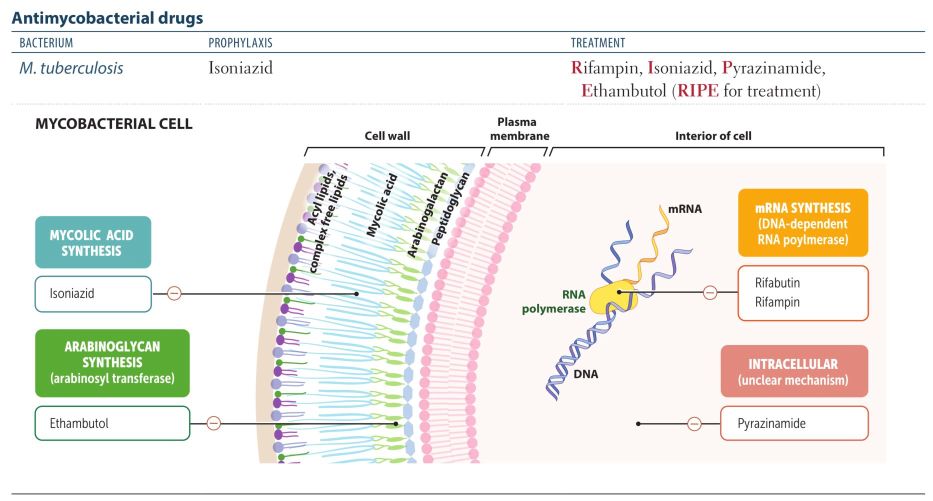 Antimycobacterial drugs
BACTERIUM PROPHYLAXIS TREATMENT
M. tuberculosis Isoniazid Rifampin, Isoniazid, Pyrazinamide,
Ethambutol (RIPE for treatment)
MYCOBACTERIAL CELL
Cell wall
Plasma
membrane
Interior of cell
Acyl lipids,
complex free lipids
Mycolic acid
Arabinogalactan
Peptidoglycan
MYCOLIC ACID
SYNTHESIS
Isoniazid
ARABINOGLYCAN
SYNTHESIS
(arabinosyl transferase)
Ethambutol
mRNA
RNA
polymerase
DNA
mRNA SYNTHESIS
(DNA-dependent
RNA poylmerase)
Rifabutin
Rifampin
INTRACELLULAR
(unclear mechanism)
Pyrazinamide